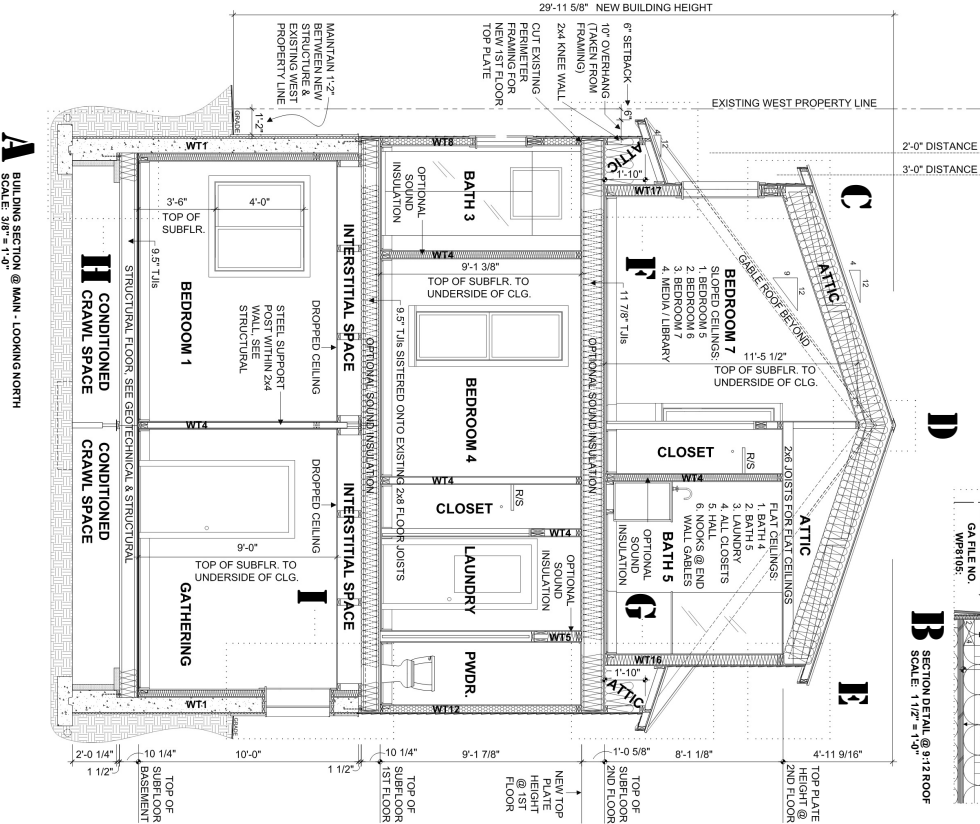 29'-11 5/8" NEW BUILDING HEIGHT
EXISTING WEST PROPERTY LINE
2'-0" DISTANCE
3'-0" DISTANCE
6" SETBACK
10" OVERHANG
(TAKEN FROM
FRAMING)
2x4 KNEE WALL
CUT EXISTING
PERIMETER
FRAMING FOR
NEW 1ST FLOOR
TOP PLATE
MAINTAIN 1'-2"
BETWEEN NEW
STRUCTURE &
EXISTING WEST
PROPERTY LINE
6"
1'-2"
GRADE
4
12
C
D
E
F
G
H
I
ATTIC
1'-10"
WT17
ATTIC
4
12
9
12
GABLE ROOF BEYOND
BEDROOM 7
SLOPED CEILINGS:
1. BEDROOM 5
2. BEDROOM 6
3. BEDROOM 7
4. MEDIA / LIBRARY
11'-5 1/2"
TOP OF SUBFLR. TO
UNDERSIDE OF CLG.
11 7/8" TJIs
OPTIONAL SOUND INSULATION
CLOSET
R/S
WT4
2x6 JOISTS FOR FLAT CEILINGS
ATTIC
FLAT CEILINGS:
1. BATH 4
2. BATH 5
3. LAUNDRY
4. ALL CLOSETS
5. HALL
6. NOOKS @ END
WALL GABLES
BATH 5
OPTIONAL
SOUND
INSULATION
WT16
1'-10"
ATTIC
WT8
BATH 3
OPTIONAL
SOUND
INSULATION
WT4
9'-1 3/8"
TOP OF SUBFLR. TO
UNDERSIDE OF CLG.
BEDROOM 4
WT4
CLOSET
R/S
WT4
LAUNDRY
OPTIONAL
SOUND
INSULATION
WT5
PWDR.
WT12
9.5" TJIs SISTERED ONTO EXISTING 2x8 FLOOR JOISTS
OPTIONAL SOUND INSULATION
WT1
3'-6"
4'-0"
TOP OF
SUBFLR.
INTERSTITIAL SPACE
DROPPED CEILING
BEDROOM 1
STEEL SUPPORT
POST WITHIN 2x4
WALL, SEE
STRUCTURAL
WT4
DROPPED CEILING
INTERSTITIAL SPACE
9'-0"
TOP OF SUBFLR. TO
UNDERSIDE OF CLG.
GATHERING
WT1
GRADE
9.5" TJIs
STRUCTURAL FLOOR, SEE GEOTECHNICAL & STRUCTURAL
CONDITIONED
CRAWL SPACE
CONDITIONED
CRAWL SPACE
2'-0 1/4"
1 1/2"
10 1/4"
10'-0"
1 1/2"
10 1/4"
9'-1 7/8"
1'-0 5/8"
8'-1 1/8"
4'-11 9/16"
TOP OF
SUBFLOOR
BASEMENT
TOP OF
SUBFLOOR
1ST FLOOR
NEW TOP
PLATE
HEIGHT
@ 1ST
FLOOR
TOP OF
SUBFLOOR
2ND FLOOR
TOP PLATE
HEIGHT @
2ND FLOOR
A
BUILDING SECTION @ MAIN - LOOKING NORTH
SCALE: 3/8" = 1'-0"
B
SECTION DETAIL @ 9:12 ROOF
SCALE: 1 1/2" = 1'-0"
GA FILE NO.
WP8105: